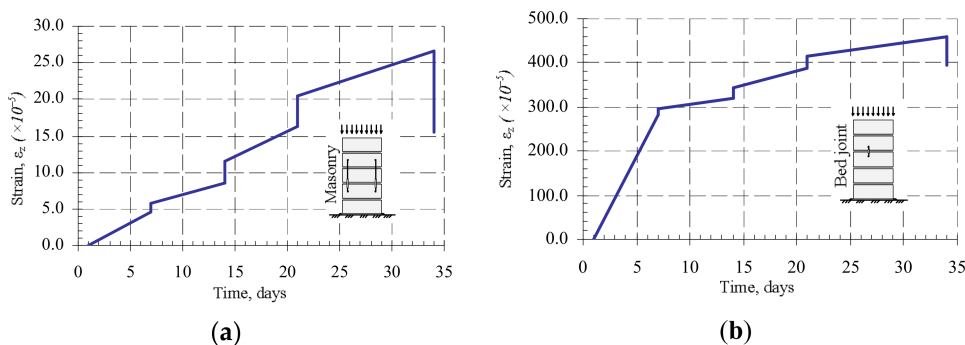 30.0
25.0
20.0
15.0
10.0
5.0
0.0
Strain, εz (×10⁻⁵)
0 5 10 15 20 25 30 35
Time, days
Masonry
(a)
500.0
400.0
300.0
200.0
100.0
0.0
Strain, εz (×10⁻⁵)
0 5 10 15 20 25 30 35
Time, days
Bed joint
(b)